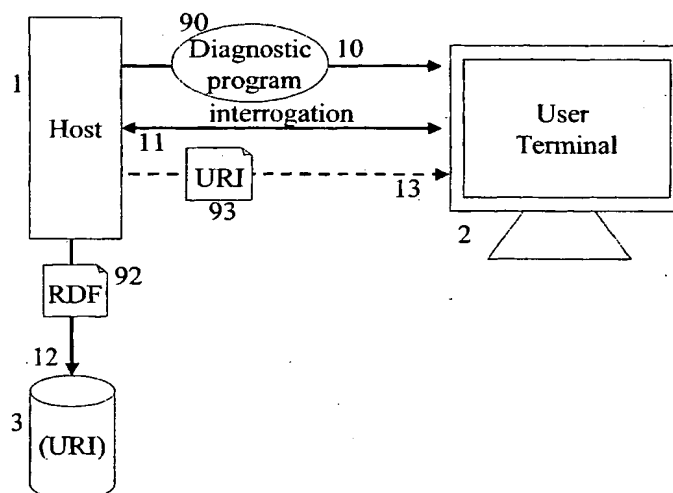 90
Diagnostic
program
10
1
Host
interrogation
11
User
Terminal
URI
93
13
2
RDF
92
12
3
(URI)